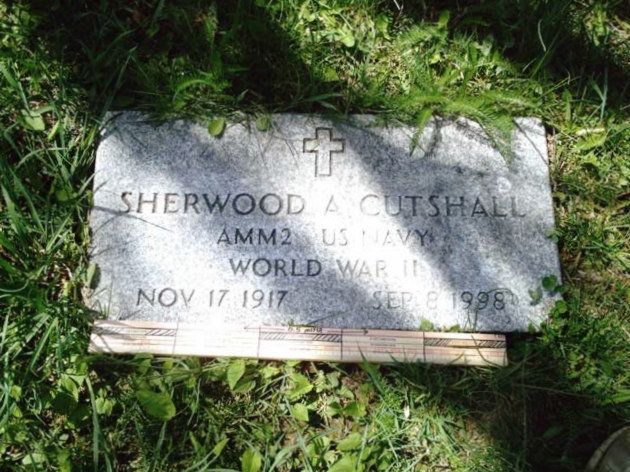 SHERWOOD A CUTSHALL
AMM2 US NAVY
WORLD WAR II
NOV 17 1917 SEP 8 1998